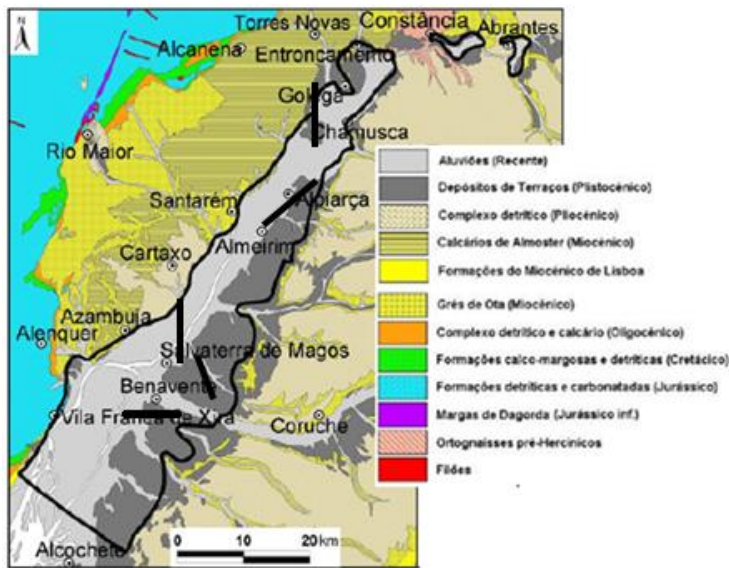 N
Torres Novas
Constância
Abrantes
Alcanena
Entroncamento
Golegã
Chamusca
Rio Maior
Santarém
Alpiarça
Almeirim
Cartaxo
Azambuja
Alenquer
Salvaterra de Magos
Benavente
Vila Franca de Xira
Coruche
Alcochete
0 10 20 km
Aluviões (Recente)
Depósitos de Terraços (Plistocénico)
Complexo detrítico (Pliocénico)
Calcários de Almoster (Miocénico)
Formações do Miocénico de Lisboa
Grés de Ota (Miocénico)
Complexo detrítico e calcário (Oligocénico)
Formações calco-margosas e detríticas (Cretácico)
Formações detríticas e carbonatadas (Jurássico)
Margas de Dagorda (Jurássico inf.)
Ortognaisses pré-Hercínicos
Filões